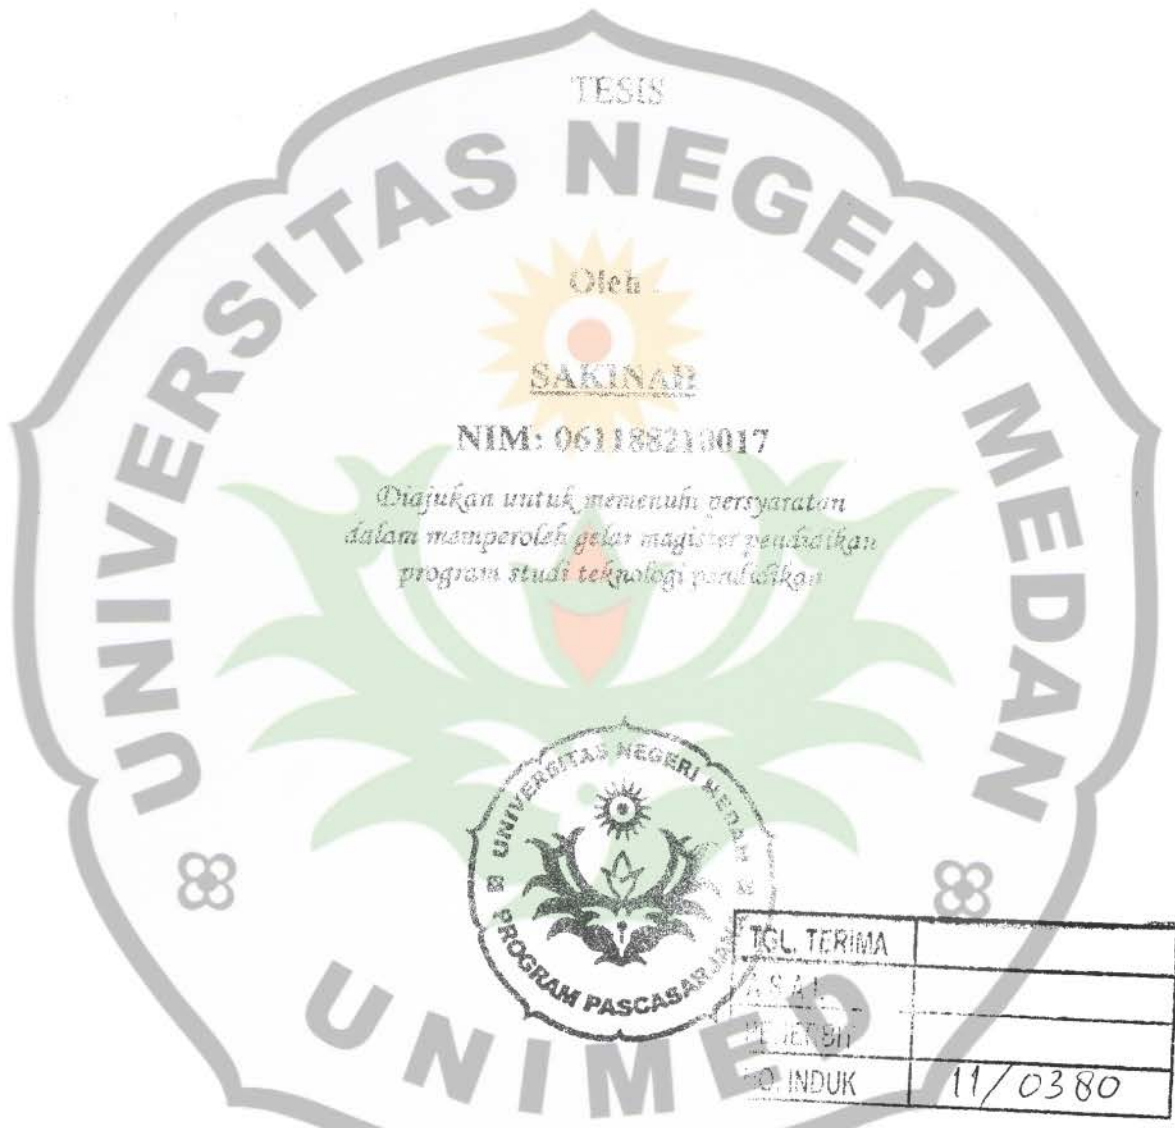 TESIS
UNIVERSITAS NEGERI MEDAN
Oleh
SAKINAH
NIM: 061188210017
Diajukan untuk memenuhi persyaratan
dalam memperoleh gelar magister pendidikan
program studi teknologi pendidikan
UNIVERSITAS NEGERI MEDAN
PROGRAM PASCASARJANA
TGL. TERIMA
ASAL
PENERBIT
NO. INDUK 11/0380
UNIMED